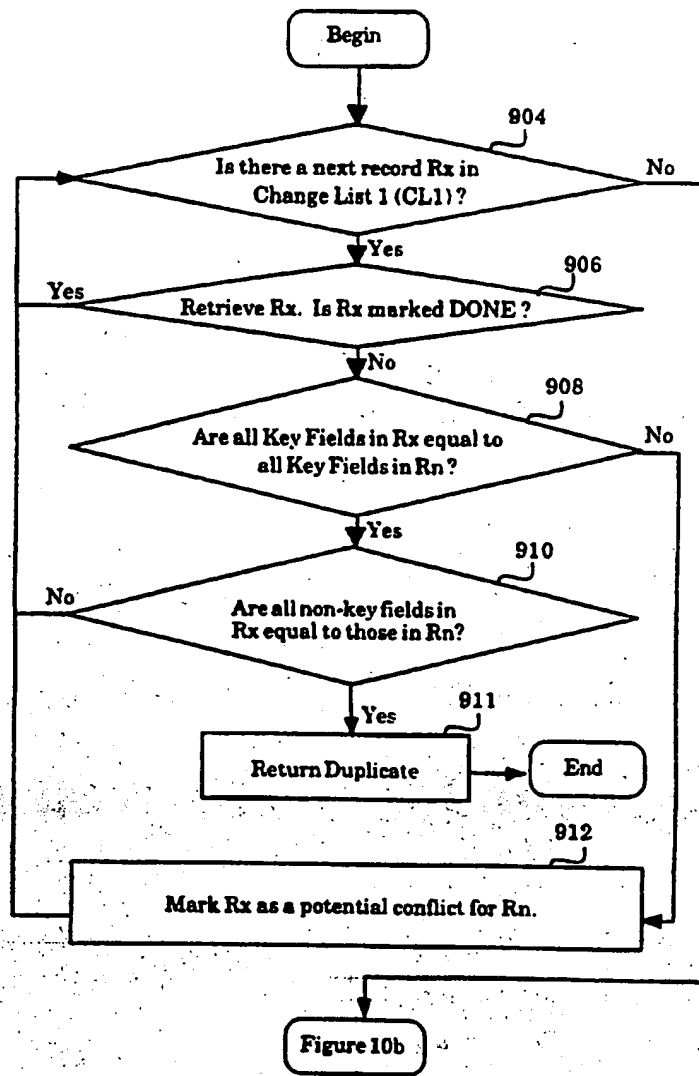 Begin
904
Is there a next record Rx in
Change List 1 (CL1)?
No
Yes
906
Yes
Retrieve Rx. Is Rx marked DONE?
No
908
Are all Key Fields in Rx equal to
all Key Fields in Rn?
No
Yes
910
No
Are all non-key fields in
Rx equal to those in Rn?
Yes
911
Return Duplicate
End
912
Mark Rx as a potential conflict for Rn.
Figure 10b